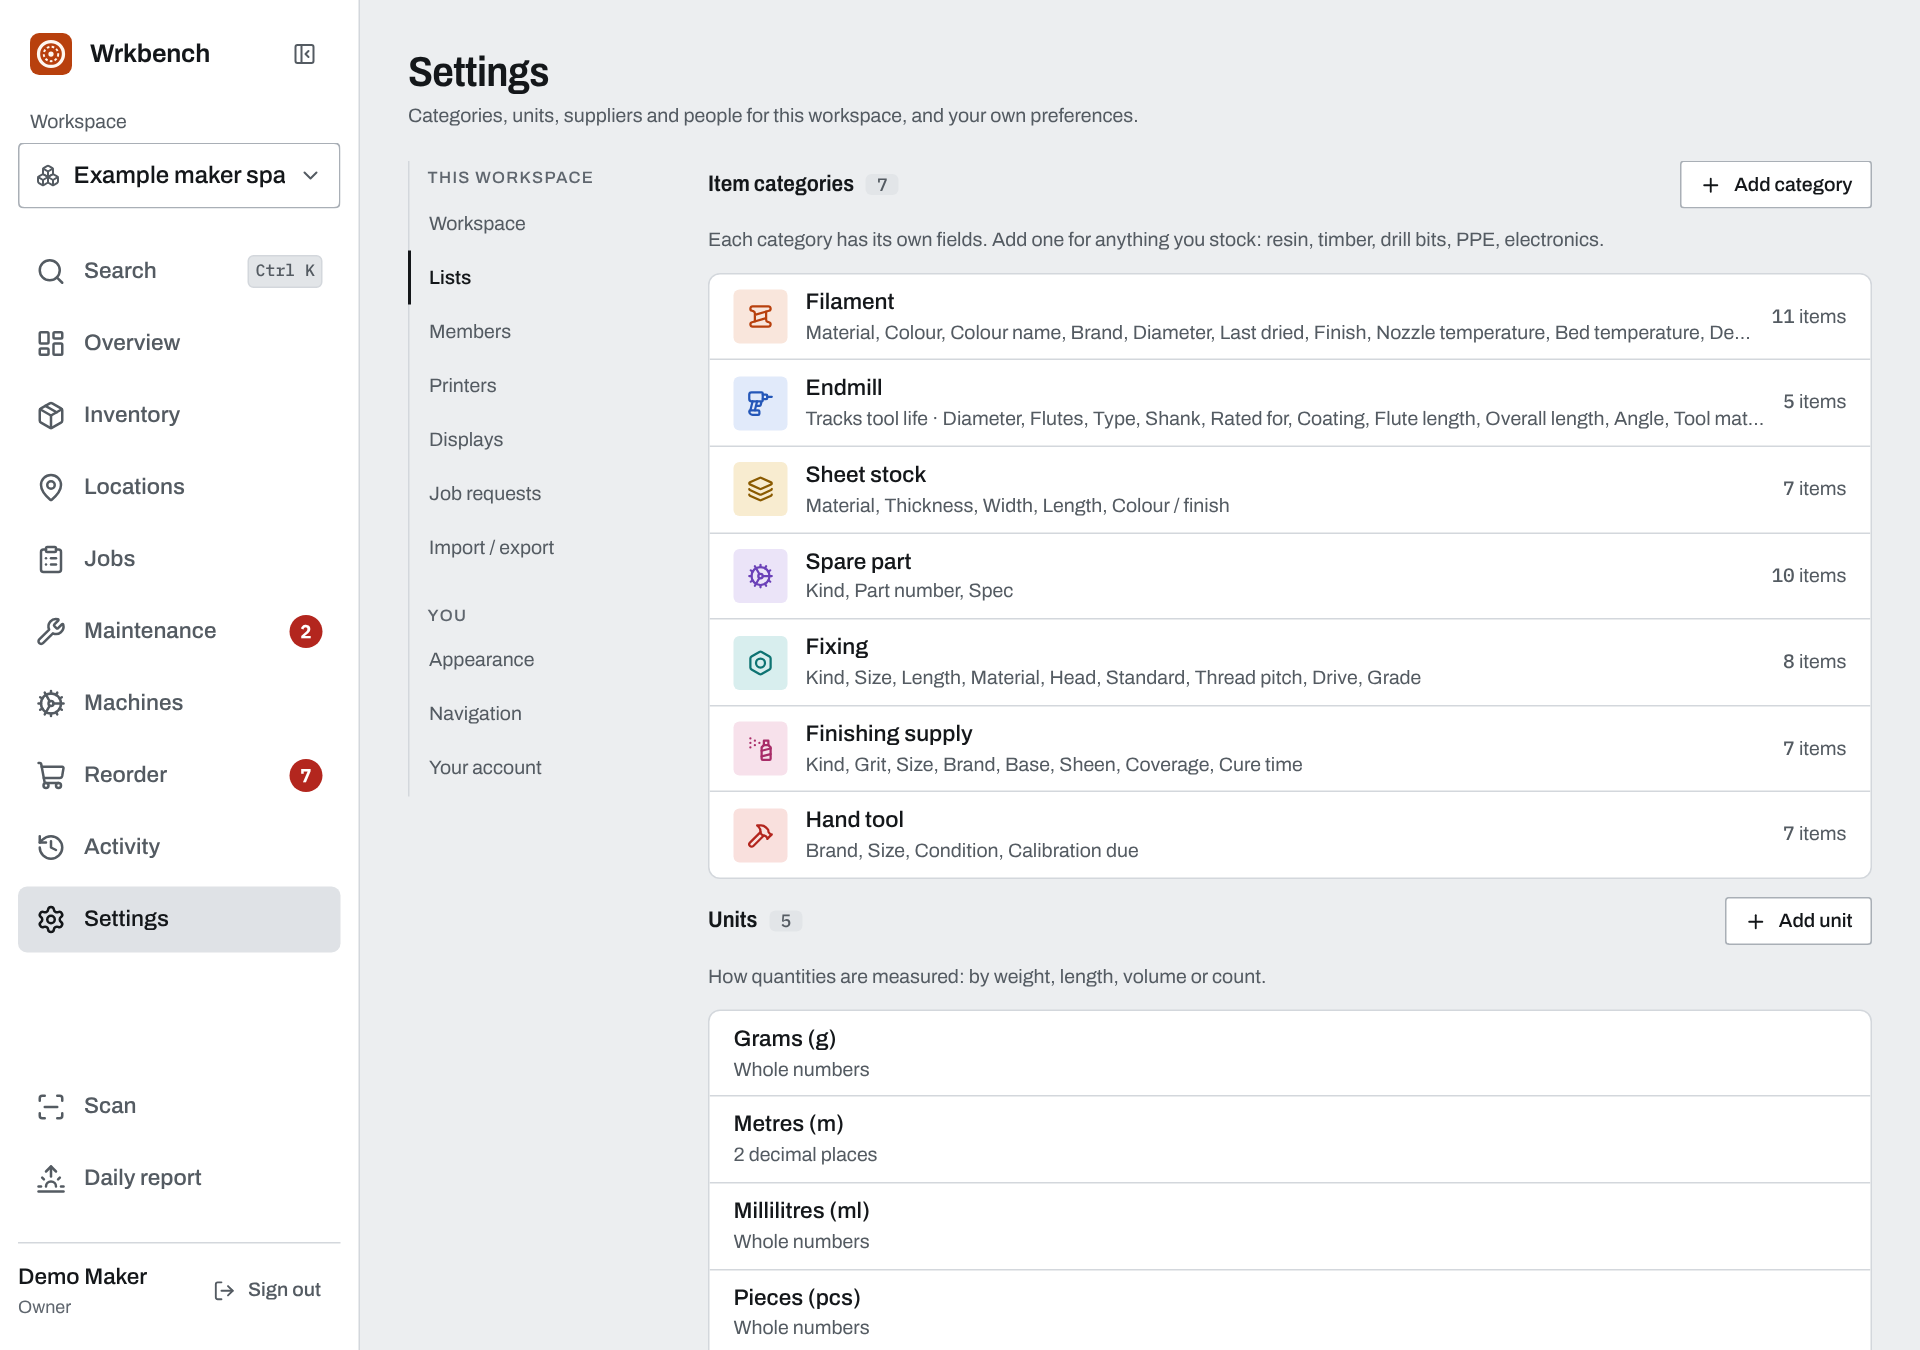 Wrkbench
Workspace
Example maker spa
Search
Ctrl K
Overview
Inventory
Locations
Jobs
Maintenance
2
Machines
Reorder
7
Activity
Settings
Scan
Daily report
Demo Maker
Owner
Sign out
Settings
Categories, units, suppliers and people for this workspace, and your own preferences.
THIS WORKSPACE
Workspace
Lists
Members
Printers
Displays
Job requests
Import / export
YOU
Appearance
Navigation
Your account
Item categories 7
Add category
Each category has its own fields. Add one for anything you stock: resin, timber, drill bits, PPE, electronics.
Filament
Material, Colour, Colour name, Brand, Diameter, Last dried, Finish, Nozzle temperature, Bed temperature, De...
11 items
Endmill
Tracks tool life · Diameter, Flutes, Type, Shank, Rated for, Coating, Flute length, Overall length, Angle, Tool mat...
5 items
Sheet stock
Material, Thickness, Width, Length, Colour / finish
7 items
Spare part
Kind, Part number, Spec
10 items
Fixing
Kind, Size, Length, Material, Head, Standard, Thread pitch, Drive, Grade
8 items
Finishing supply
Kind, Grit, Size, Brand, Base, Sheen, Coverage, Cure time
7 items
Hand tool
Brand, Size, Condition, Calibration due
7 items
Units 5
Add unit
How quantities are measured: by weight, length, volume or count.
Grams (g)
Whole numbers
Metres (m)
2 decimal places
Millilitres (ml)
Whole numbers
Pieces (pcs)
Whole numbers